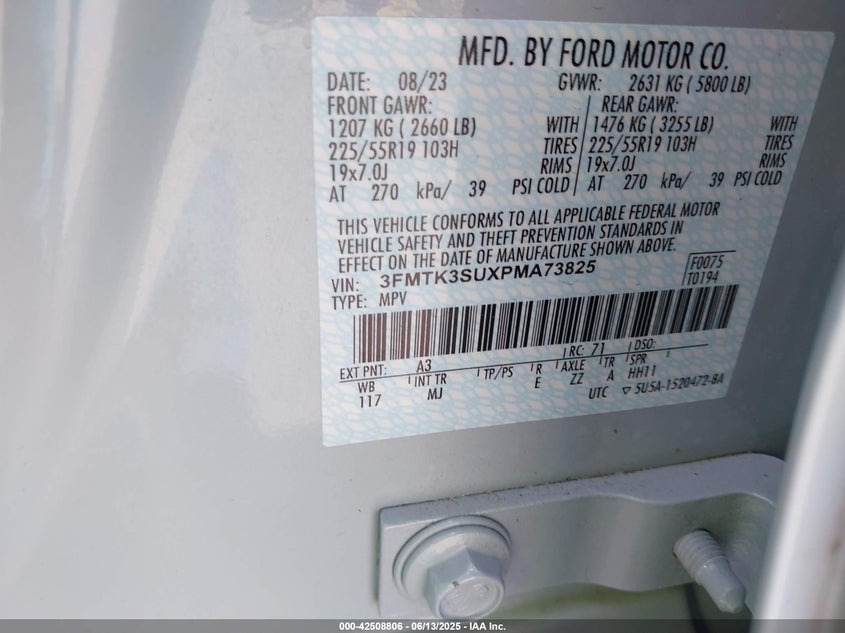 MFD. BY FORD MOTOR CO.
DATE: 08/23 GVWR: 2631 KG ( 5800 LB)
FRONT GAWR: REAR GAWR:
1207 KG ( 2660 LB) WITH 1476 KG ( 3255 LB) WITH
225/55R19 103H TIRES 225/55R19 103H TIRES
19x7.0J RIMS 19x7.0J RIMS
AT 270 kPa/ 39 PSI COLD AT 270 kPa/ 39 PSI COLD
THIS VEHICLE CONFORMS TO ALL APPLICABLE FEDERAL MOTOR
VEHICLE SAFETY AND THEFT PREVENTION STANDARDS IN
EFFECT ON THE DATE OF MANUFACTURE SHOWN ABOVE.
VIN: 3FMTK3SUXPMA73825 F0075
TYPE: MPV T0194
EXT PNT: A3 RC: 71 DSO:
WB INT TR TP/PS R AXLE TR SPR
117 MJ E ZZ A HH11
UTC ▽ 5U5A-1520472-BA
000-42508806 - 06/13/2025 - IAA Inc.